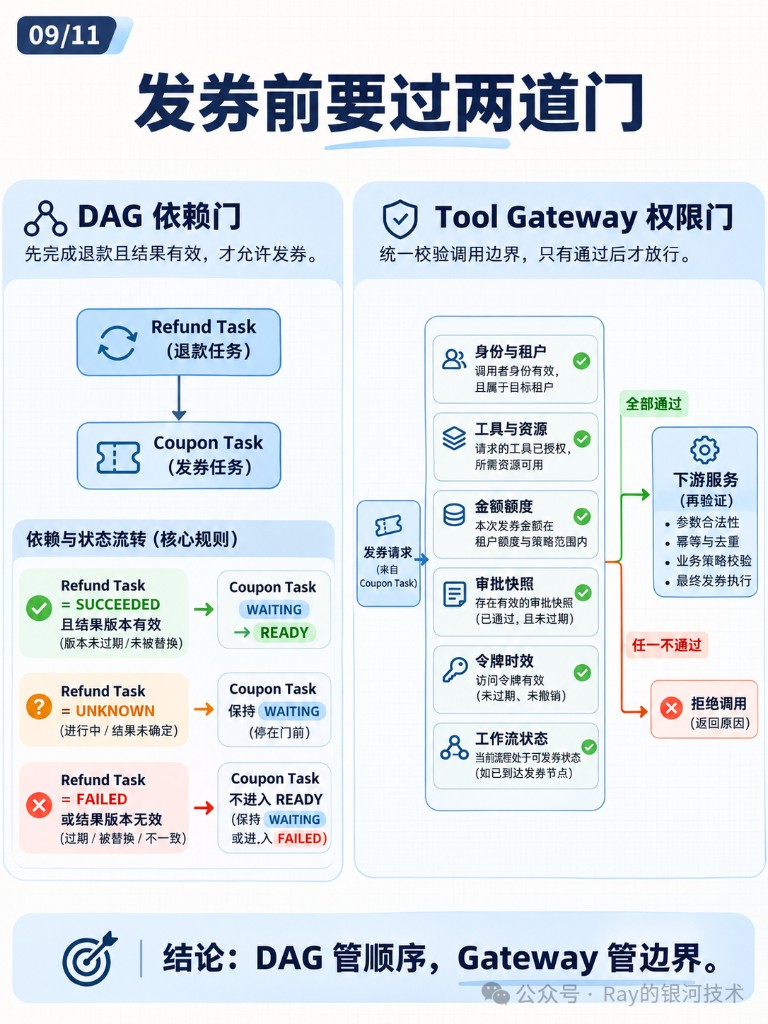 09/11
发券前要过两道门
DAG 依赖门
先完成退款且结果有效，才允许发券。
Refund Task
（退款任务）
Coupon Task
（发券任务）
依赖与状态流转（核心规则）
Refund Task
= SUCCEEDED
且结果版本有效
（版本未过期/未被替换）
Coupon Task
WAITING
→ READY
Refund Task
= UNKNOWN
（进行中 / 结果未确定）
Coupon Task
保持 WAITING
（停在门前）
Refund Task
= FAILED
或结果版本无效
（过期 / 被替换 / 不一致）
Coupon Task
不进入 READY
（保持 WAITING
或进入 FAILED）
Tool Gateway 权限门
统一校验调用边界，只有通过后才放行。
发券请求
（来自
Coupon Task）
身份与租户
调用者身份有效，
且属于目标租户
工具与资源
请求的工具已授权，
所需资源可用
金额额度
本次发券金额在
租户额度与策略范围内
审批快照
存在有效的审批快照
（已通过，且未过期）
令牌时效
访问令牌有效
（未过期、未撤销）
工作流状态
当前流程处于可发券状态
（如已到达发券节点）
全部通过
下游服务
（再验证）
• 参数合法性
• 幂等与去重
• 业务策略校验
• 最终发券执行
任一不通过
拒绝调用
（返回原因）
结论：DAG 管顺序，Gateway 管边界。
公众号 · Ray的银河技术